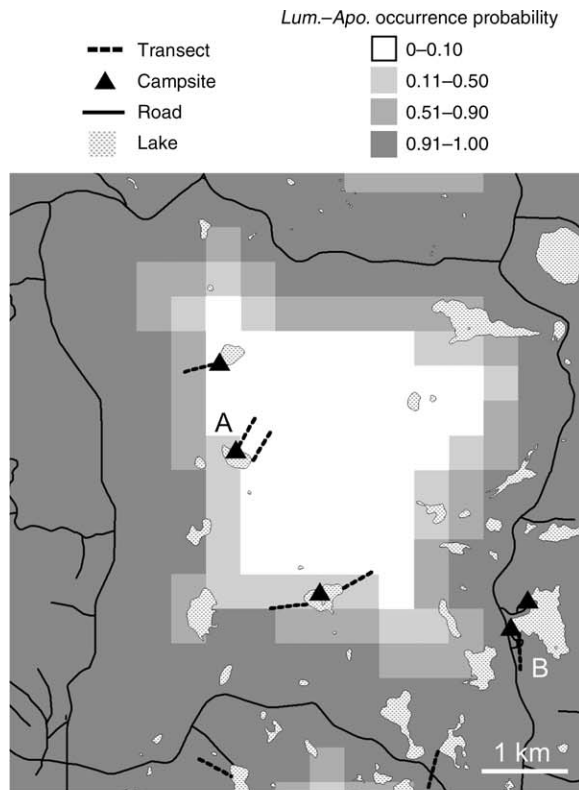 Lum.–Apo. occurrence probability
Transect
Campsite
Road
Lake
0–0.10
0.11–0.50
0.51–0.90
0.91–1.00
A
B
1 km